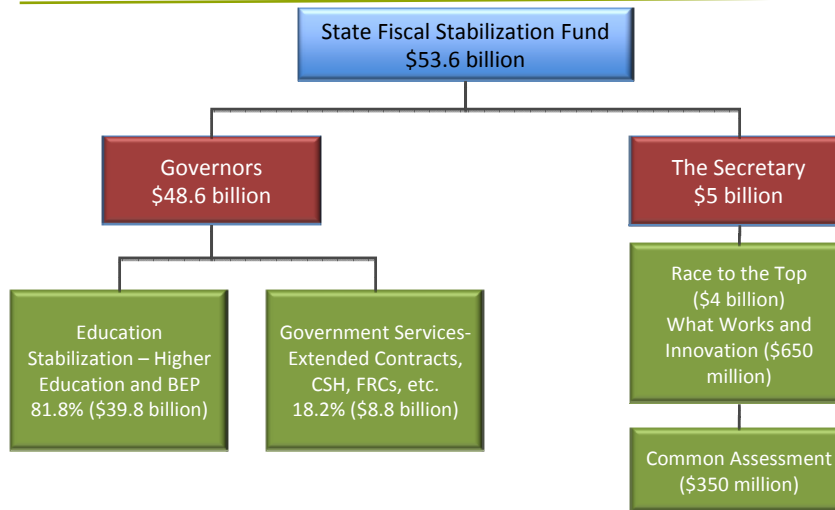 State Fiscal Stabilization Fund
$53.6 billion
Governors
$48.6 billion
The Secretary
$5 billion
Education
Stabilization – Higher
Education and BEP
81.8% ($39.8 billion)
Government Services-
Extended Contracts,
CSH, FRCs, etc.
18.2% ($8.8 billion)
Race to the Top
($4 billion)
What Works and
Innovation ($650
million)
Common Assessment
($350 million)